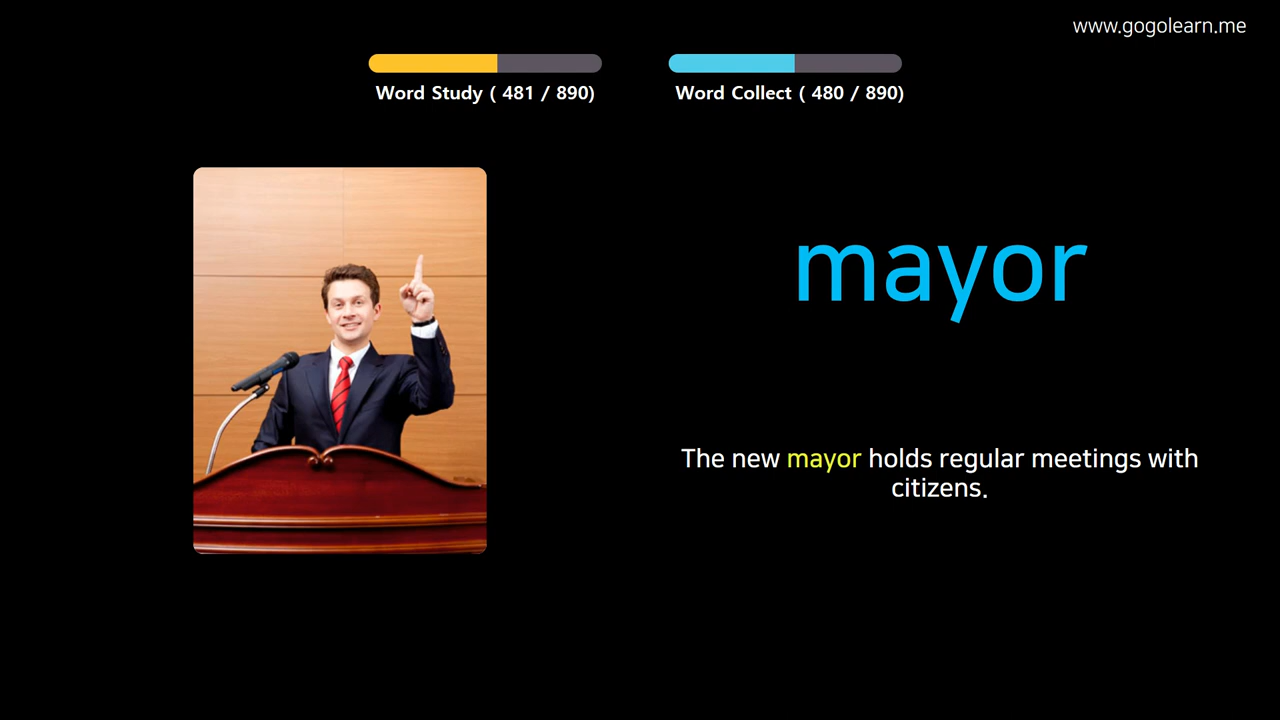 www.gogolearn.me
Word Study ( 481 / 890)
Word Collect ( 480 / 890)
mayor
The new mayor holds regular meetings with
citizens.